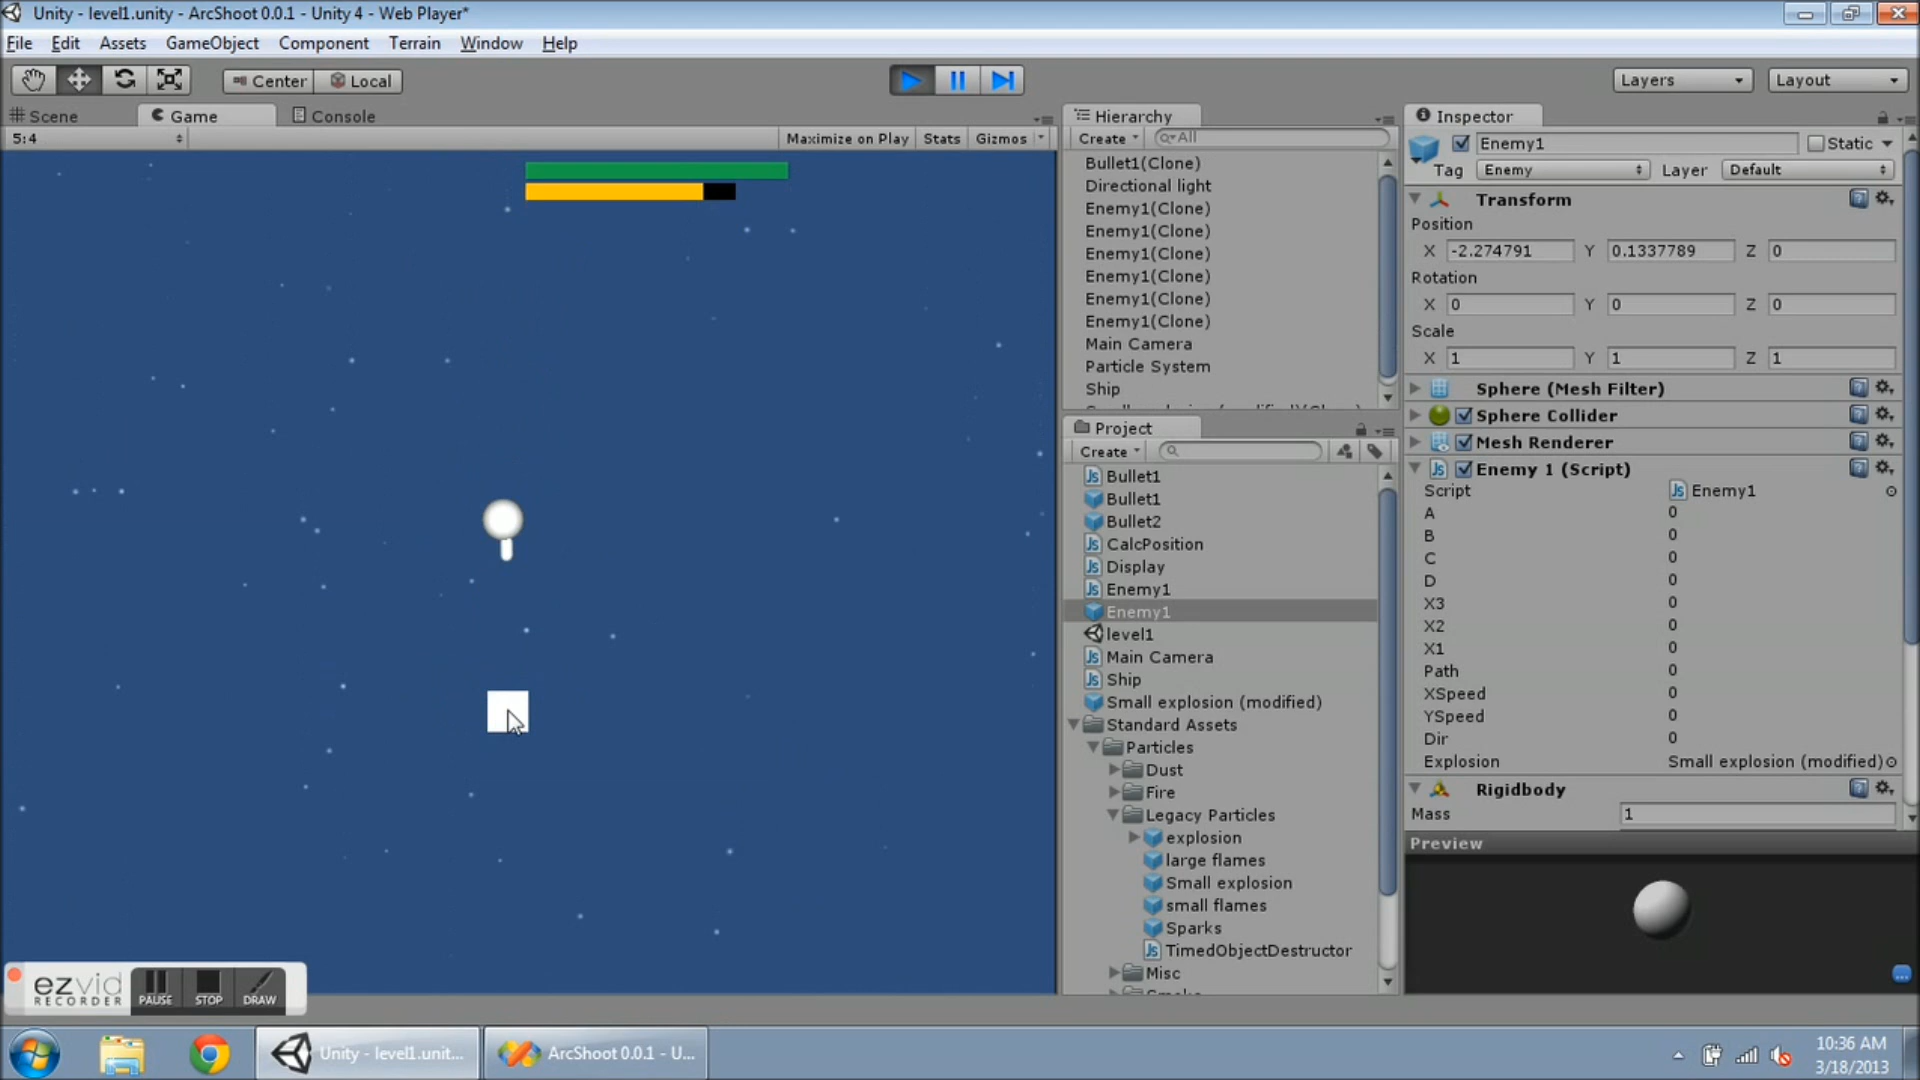 Unity - level1.unity - ArcShoot 0.0.1 - Unity 4 - Web Player*
File Edit Assets GameObject Component Terrain Window Help
Center Local
Layers Layout
Scene Game Console
5:4 Maximize on Play Stats Gizmos
Hierarchy
Create All
Bullet1(Clone)
Directional light
Enemy1(Clone)
Enemy1(Clone)
Enemy1(Clone)
Enemy1(Clone)
Enemy1(Clone)
Enemy1(Clone)
Main Camera
Particle System
Ship
Project
Create
Bullet1
Bullet1
Bullet2
CalcPosition
Display
Enemy1
Enemy1
level1
Main Camera
Ship
Small explosion (modified)
Standard Assets
Particles
Dust
Fire
Legacy Particles
explosion
large flames
Small explosion
small flames
Sparks
TimedObjectDestructor
Misc
Inspector
Enemy1 Static
Tag Enemy Layer Default
Transform
Position
X -2.274791 Y 0.1337789 Z 0
Rotation
X 0 Y 0 Z 0
Scale
X 1 Y 1 Z 1
Sphere (Mesh Filter)
Sphere Collider
Mesh Renderer
Enemy 1 (Script)
Script Enemy1
A 0
B 0
C 0
D 0
X3 0
X2 0
X1 0
Path 0
XSpeed 0
YSpeed 0
Dir 0
Explosion Small explosion (modified)
Rigidbody
Mass 1
Preview
ezvid
RECORDER
PAUSE STOP DRAW
Unity - level1.unit...
ArcShoot 0.0.1 - U...
10:36 AM
3/18/2013